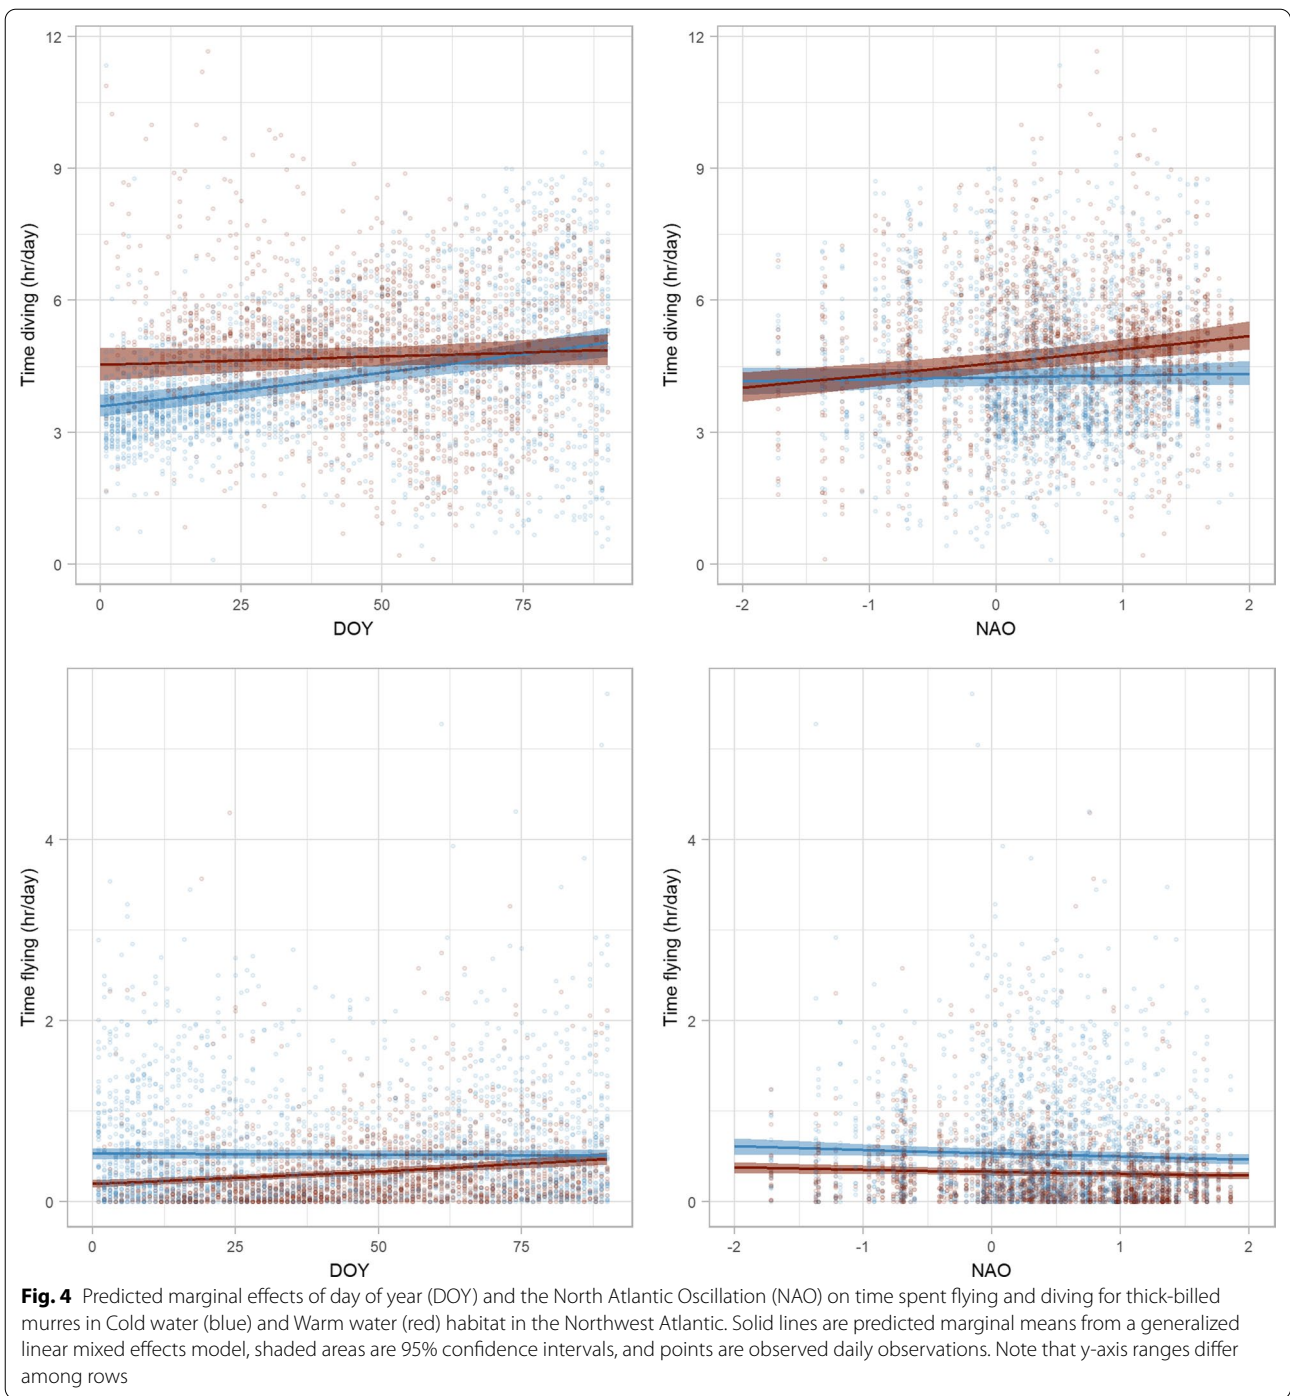 12
9
6
3
0
Time diving (hr/day)
0 25 50 75
DOY
12
9
6
3
0
Time diving (hr/day)
-2 -1 0 1 2
NAO
4
2
0
Time flying (hr/day)
0 25 50 75
DOY
4
2
0
Time flying (hr/day)
-2 -1 0 1 2
NAO
Fig. 4 Predicted marginal effects of day of year (DOY) and the North Atlantic Oscillation (NAO) on time spent flying and diving for thick-billed
murres in Cold water (blue) and Warm water (red) habitat in the Northwest Atlantic. Solid lines are predicted marginal means from a generalized
linear mixed effects model, shaded areas are 95% confidence intervals, and points are observed daily observations. Note that y-axis ranges differ
among rows